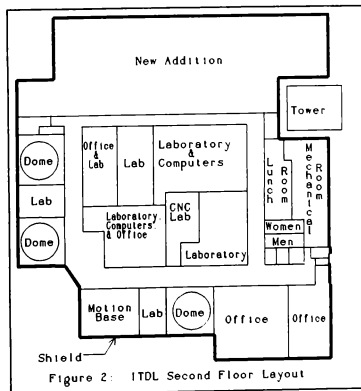 New Addition
Tower
Office
&
Lab
Lab
Laboratory
&
Computers
Lunch
Room
Mechanical
Room
Dome
Lab
Dome
CNC
Lab
Laboratory,
Computers
& Office
Laboratory
Women
Men
Motion
Base
Lab
Dome
Office
Office
Shield
Figure 2: ITDL Second Floor Layout